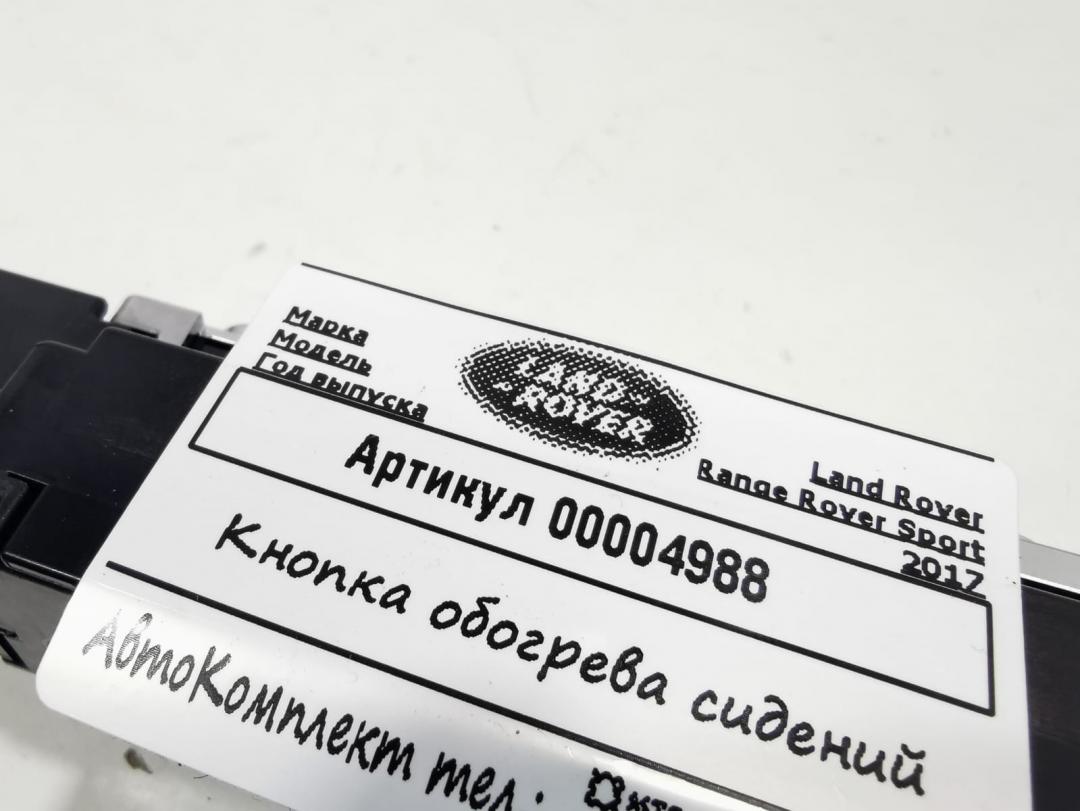 Марка
Модель
Год выпуска
LAND
ROVER
Land Rover
Range Rover Sport
2017
Артикул 00004988
Кнопка обогрева сидений
АвтоКомплект тел.